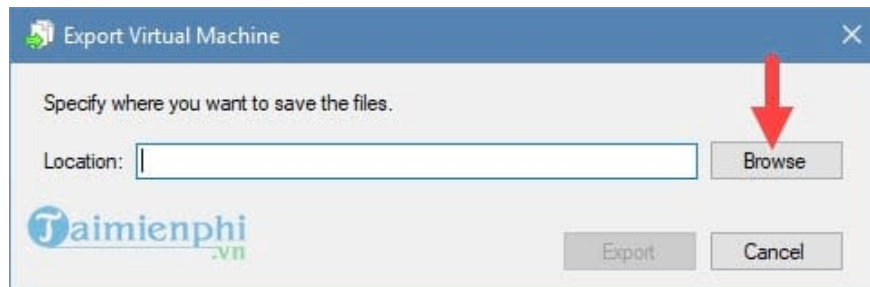 Export Virtual Machine
Specify where you want to save the files.
Location:
Browse
Taimienphi
.vn
Export
Cancel